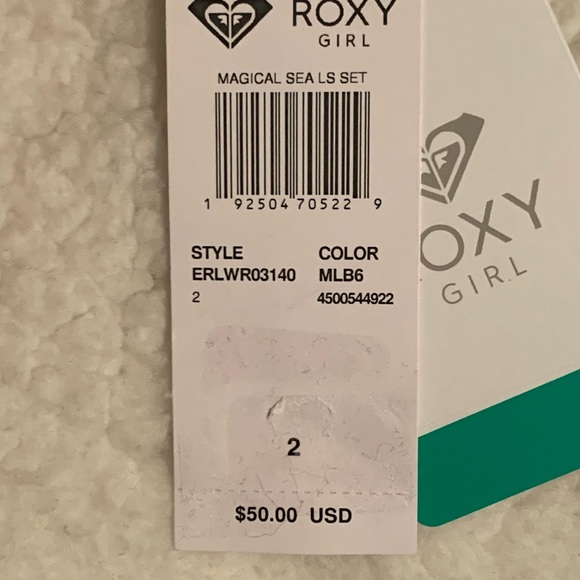 ROXY
GIRL
MAGICAL SEA LS SET
1 92504 70522 9
STYLE COLOR
ERLWR03140 MLB6
2 4500544922
2
$50.00 USD
ROXY
GIRL